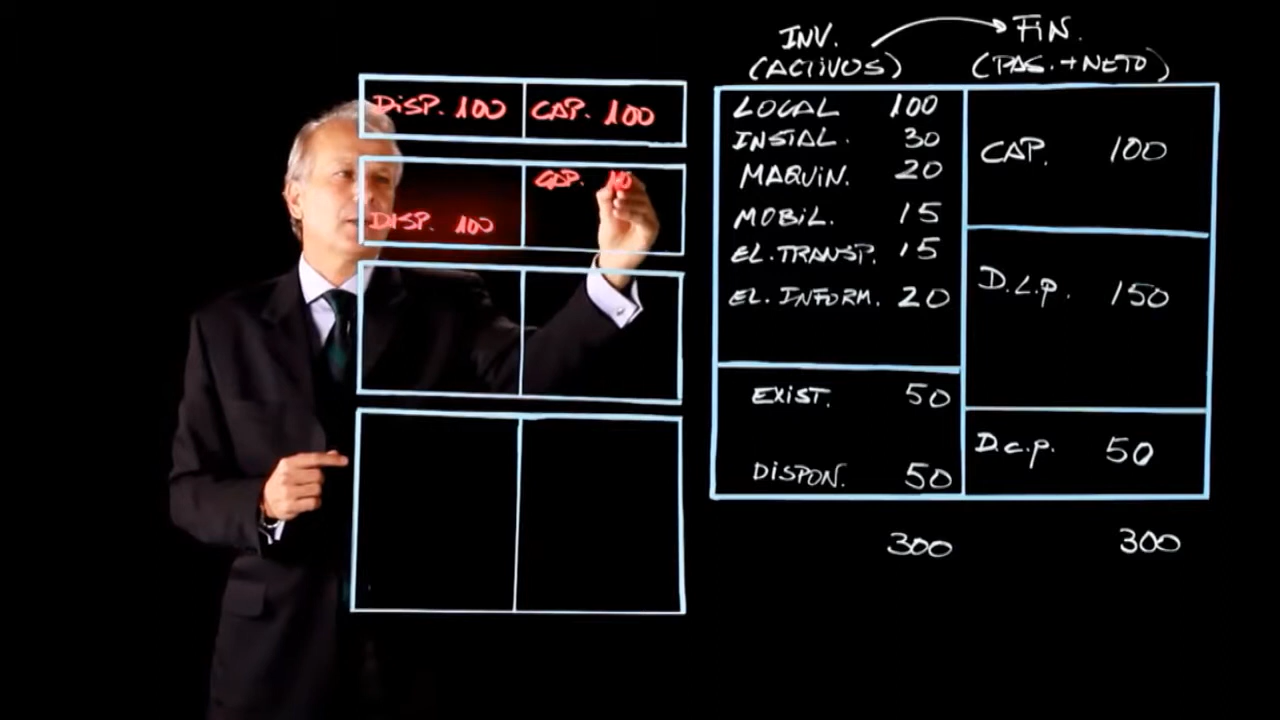 DiSP. 100 CAP. 100
CAP. 10
DISP. 100
INV. FiN.
(ACTiVOS) (PAS.+NETO)
LOCAL 100
INSTAL. 30
MAQUiN. 20
MOBiL. 15
EL.TRANSP. 15
EL. INFORM. 20
EXiST. 50
DiSPON. 50
300
CAP. 100
D.L.P. 150
D.c.p. 50
300